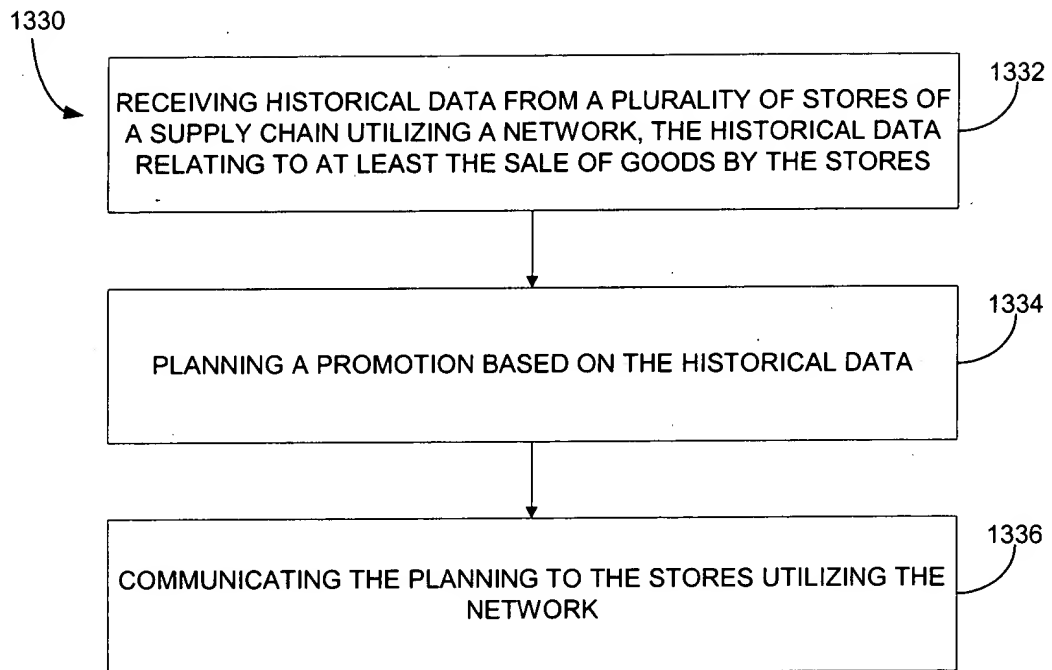 1330
1332
RECEIVING HISTORICAL DATA FROM A PLURALITY OF STORES OF
A SUPPLY CHAIN UTILIZING A NETWORK, THE HISTORICAL DATA
RELATING TO AT LEAST THE SALE OF GOODS BY THE STORES
1334
PLANNING A PROMOTION BASED ON THE HISTORICAL DATA
1336
COMMUNICATING THE PLANNING TO THE STORES UTILIZING THE
NETWORK